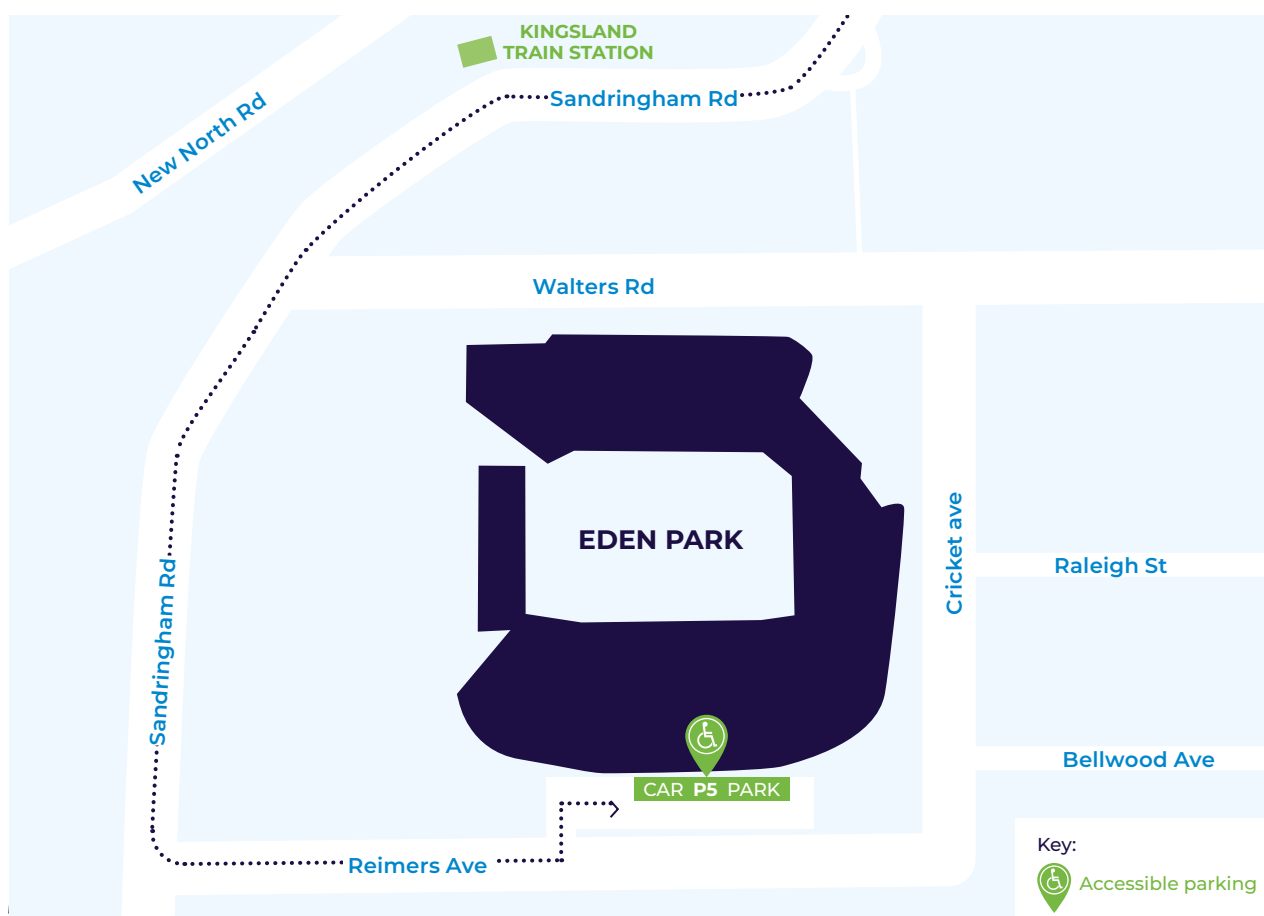 KINGSLAND
TRAIN STATION
Sandringham Rd
New North Rd
Walters Rd
EDEN PARK
Cricket ave
Raleigh St
Sandringham Rd
Bellwood Ave
CAR P5 PARK
Reimers Ave
Key:
Accessible parking